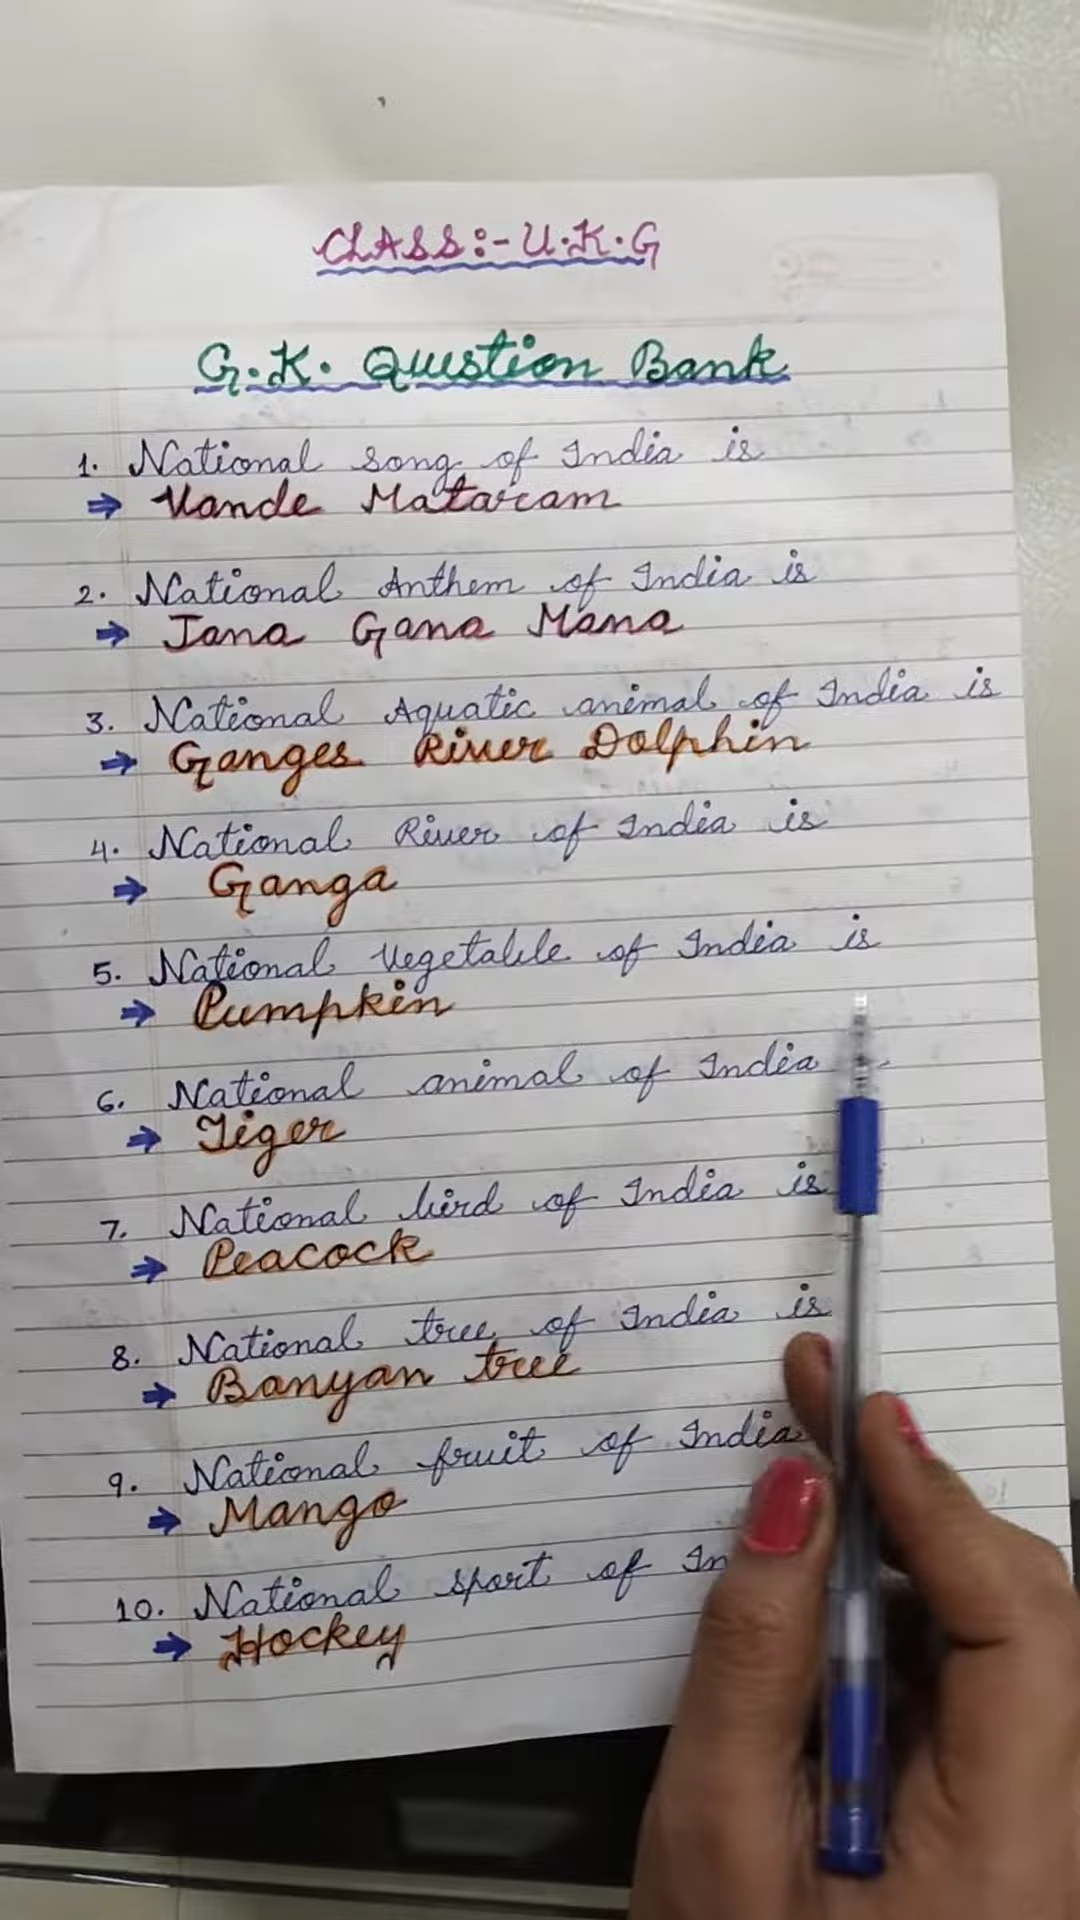 CLASS:- U.K.G
G.K. Question Bank
1. National song of India is
⇒ Vande Mataram
2. National Anthem of India is
⇒ Jana Gana Mana
3. National Aquatic animal of India is
⇒ Ganges River Dolphin
4. National River of India is
⇒ Ganga
5. National Vegetable of India is
⇒ Pumpkin
6. National animal of India
⇒ Tiger
7. National bird of India is
⇒ Peacock
8. National tree of India is
⇒ Banyan tree
9. National fruit of India
⇒ Mango
10. National sport of In
⇒ Hockey